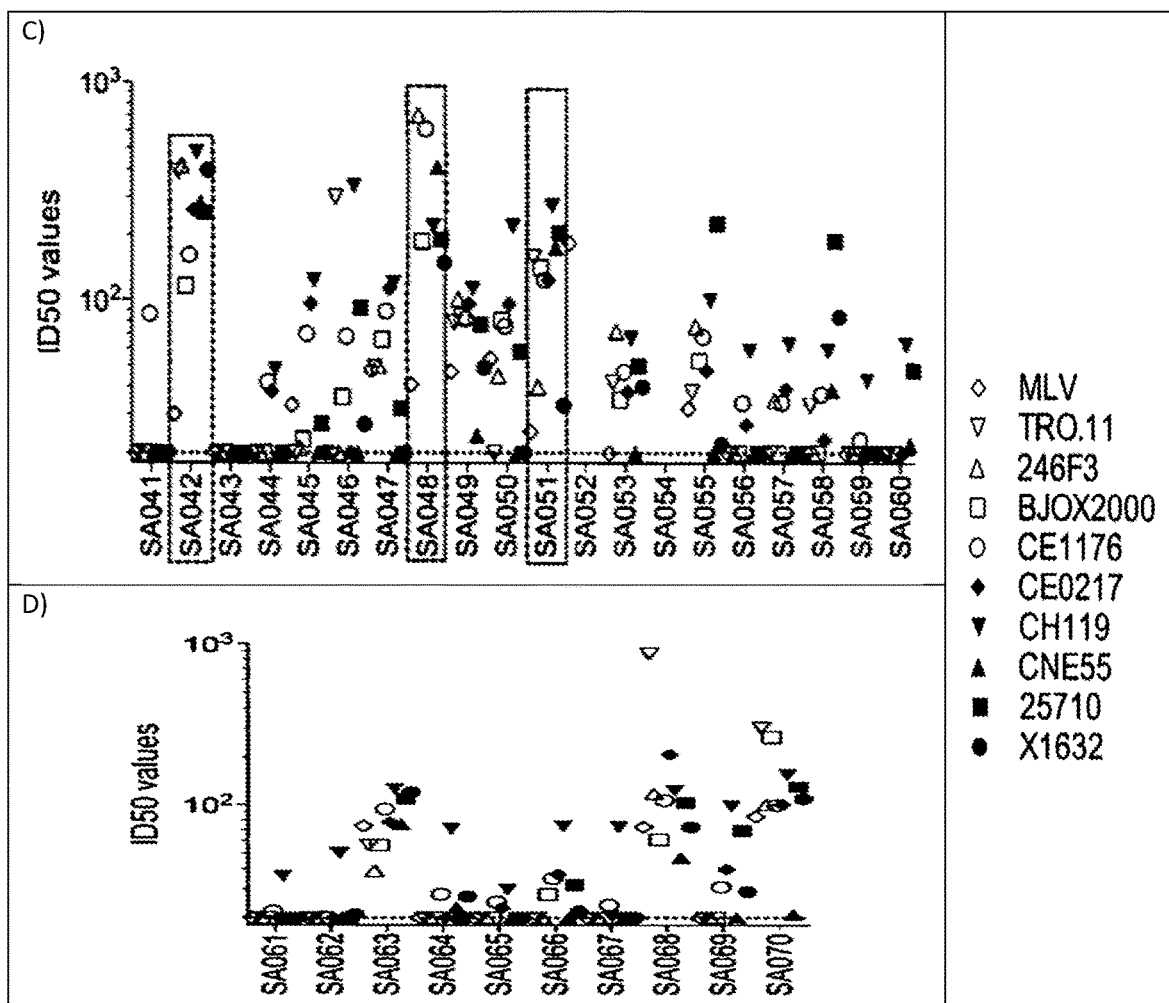 C)
10³
10²
ID50 values
SA041
SA042
SA043
SA044
SA045
SA046
SA047
SA048
SA049
SA050
SA051
SA052
SA053
SA054
SA055
SA056
SA057
SA058
SA059
SA060
D)
10³
10²
ID50 values
SA061
SA062
SA063
SA064
SA065
SA066
SA067
SA068
SA069
SA070
MLV
TRO.11
246F3
BJOX2000
CE1176
CE0217
CH119
CNE55
25710
X1632